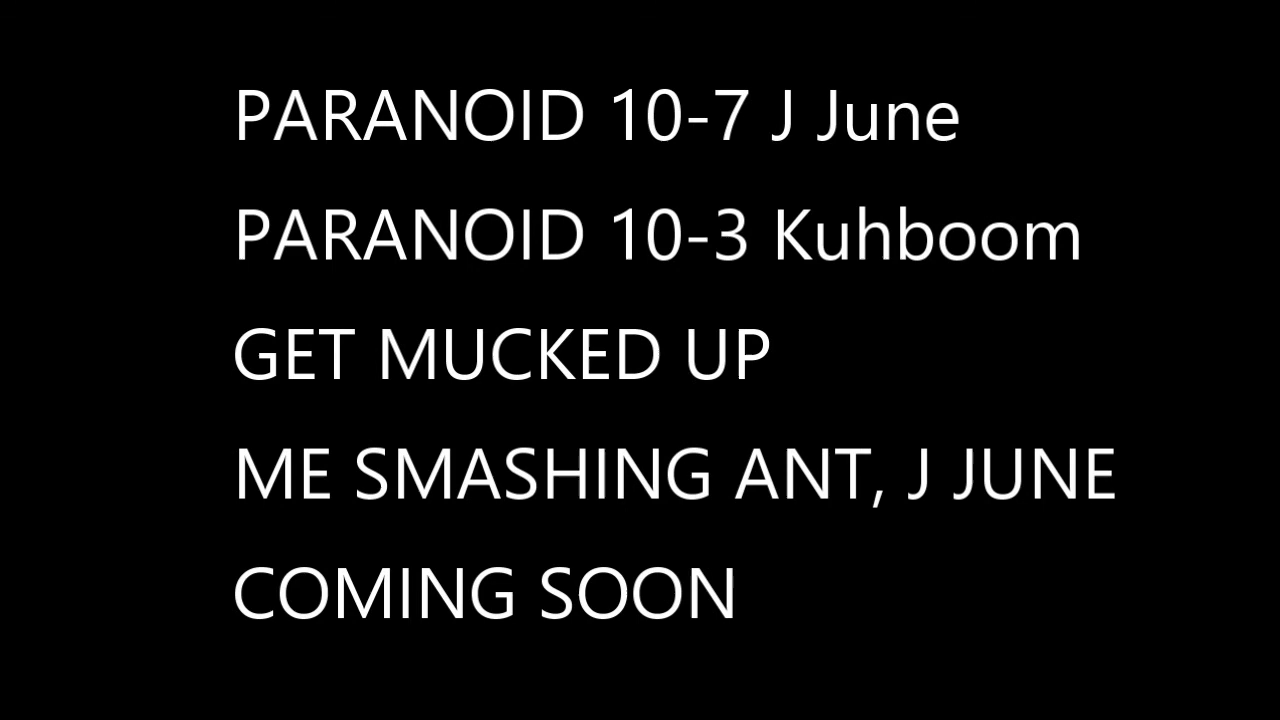 PARANOID 10-7 J June
PARANOID 10-3 Kuhboom
GET MUCKED UP
ME SMASHING ANT, J JUNE
COMING SOON